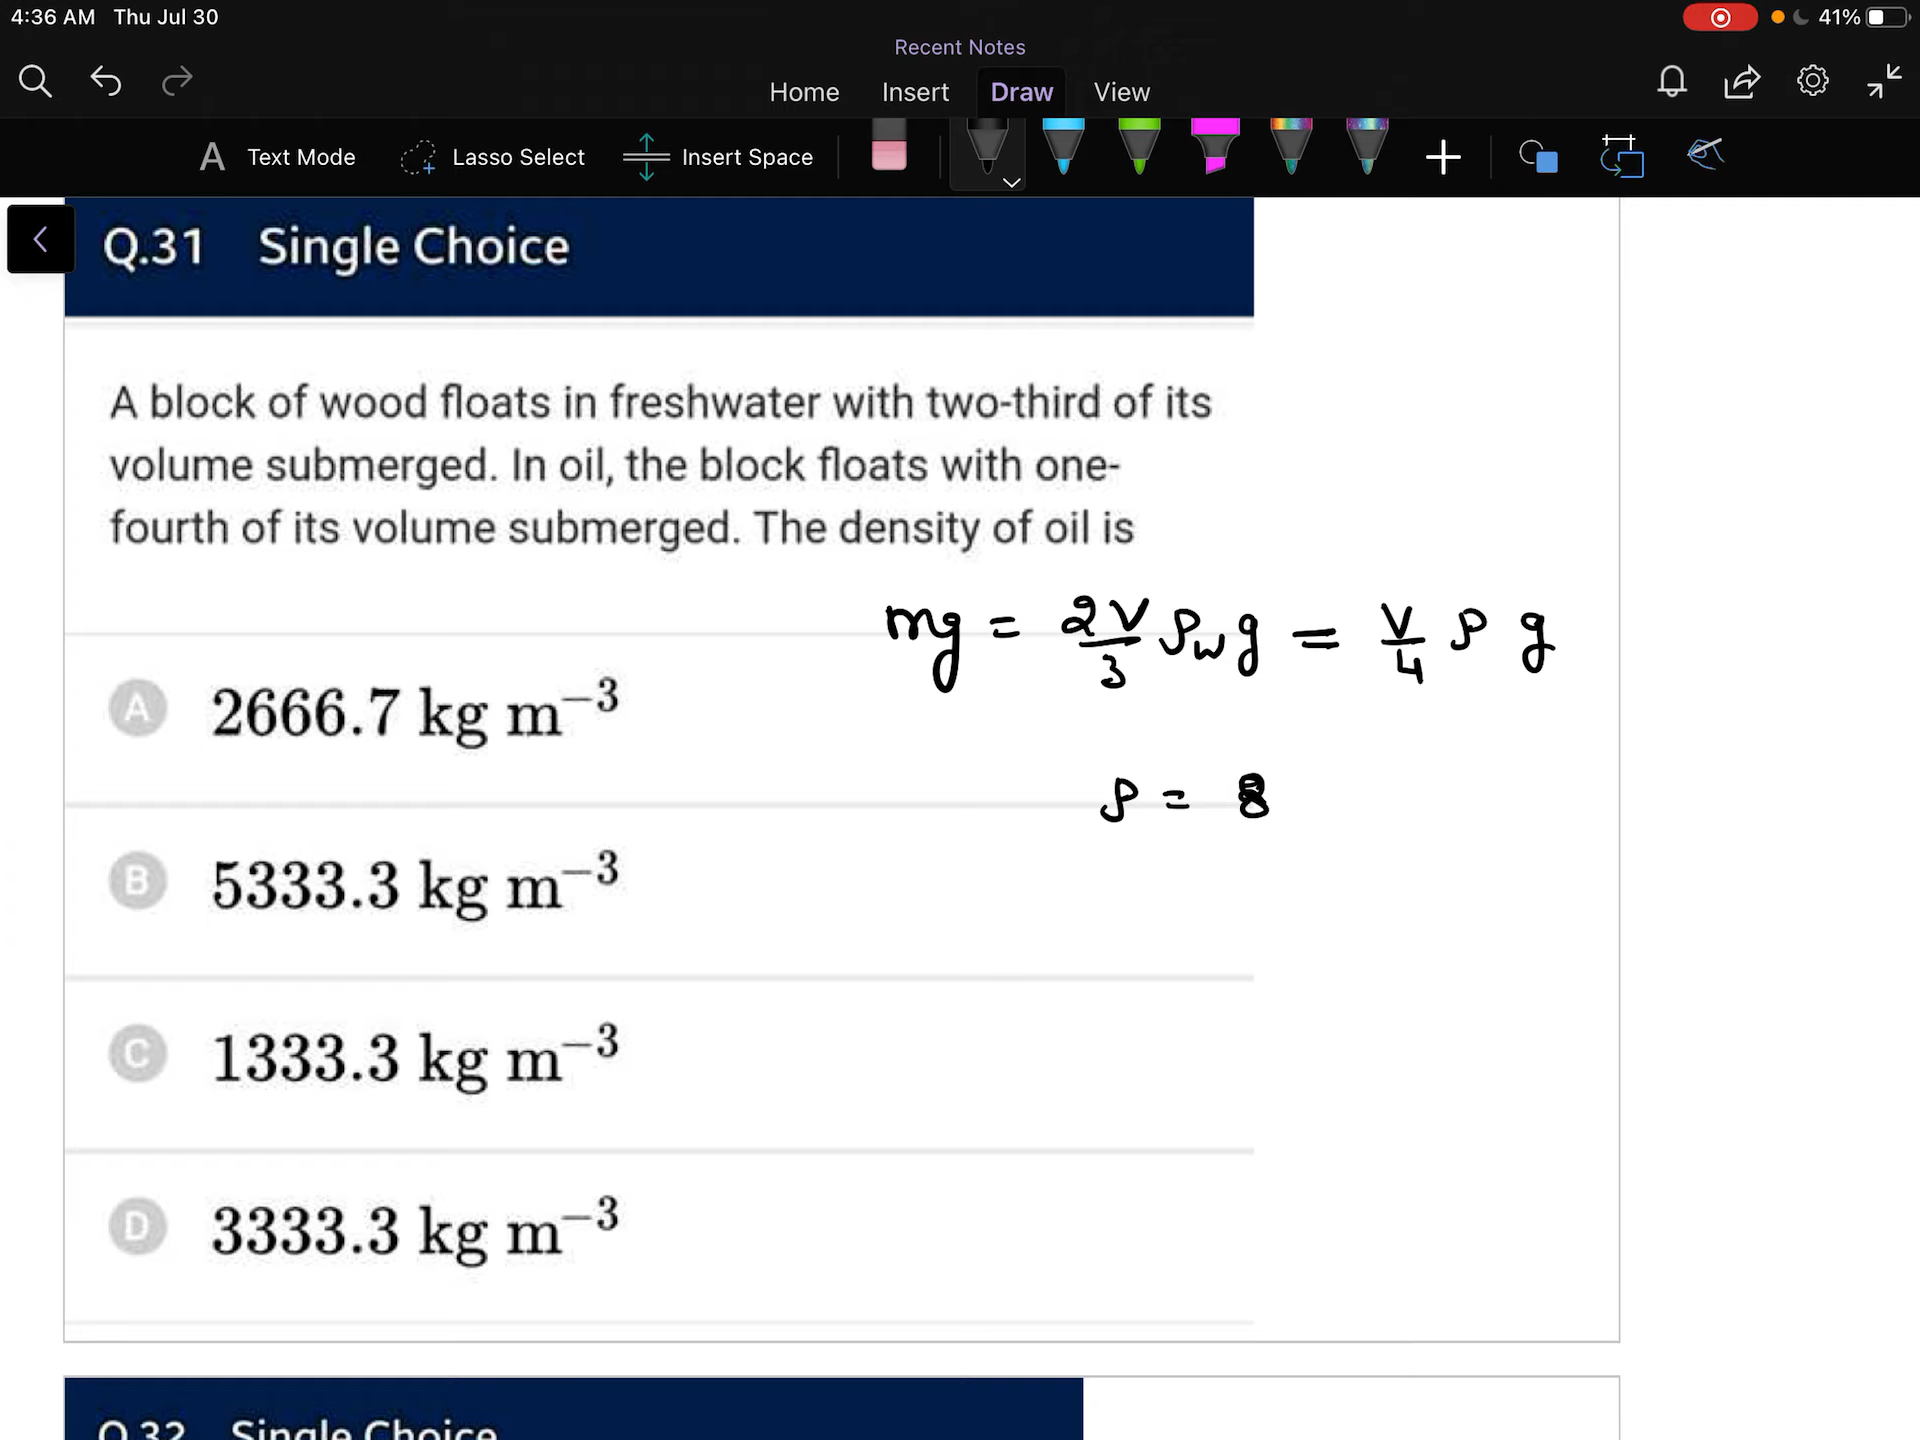 4:36 AM Thu Jul 30
41%
Recent Notes
Home Insert Draw View
A Text Mode Lasso Select Insert Space
Q.31 Single Choice
A block of wood floats in freshwater with two-third of its
volume submerged. In oil, the block floats with one-
fourth of its volume submerged. The density of oil is
mg = 2V/3 ρ_w g = V/4 ρ g
A 2666.7 kg m⁻³
ρ = 8
B 5333.3 kg m⁻³
C 1333.3 kg m⁻³
D 3333.3 kg m⁻³
Q.32 Single Choice